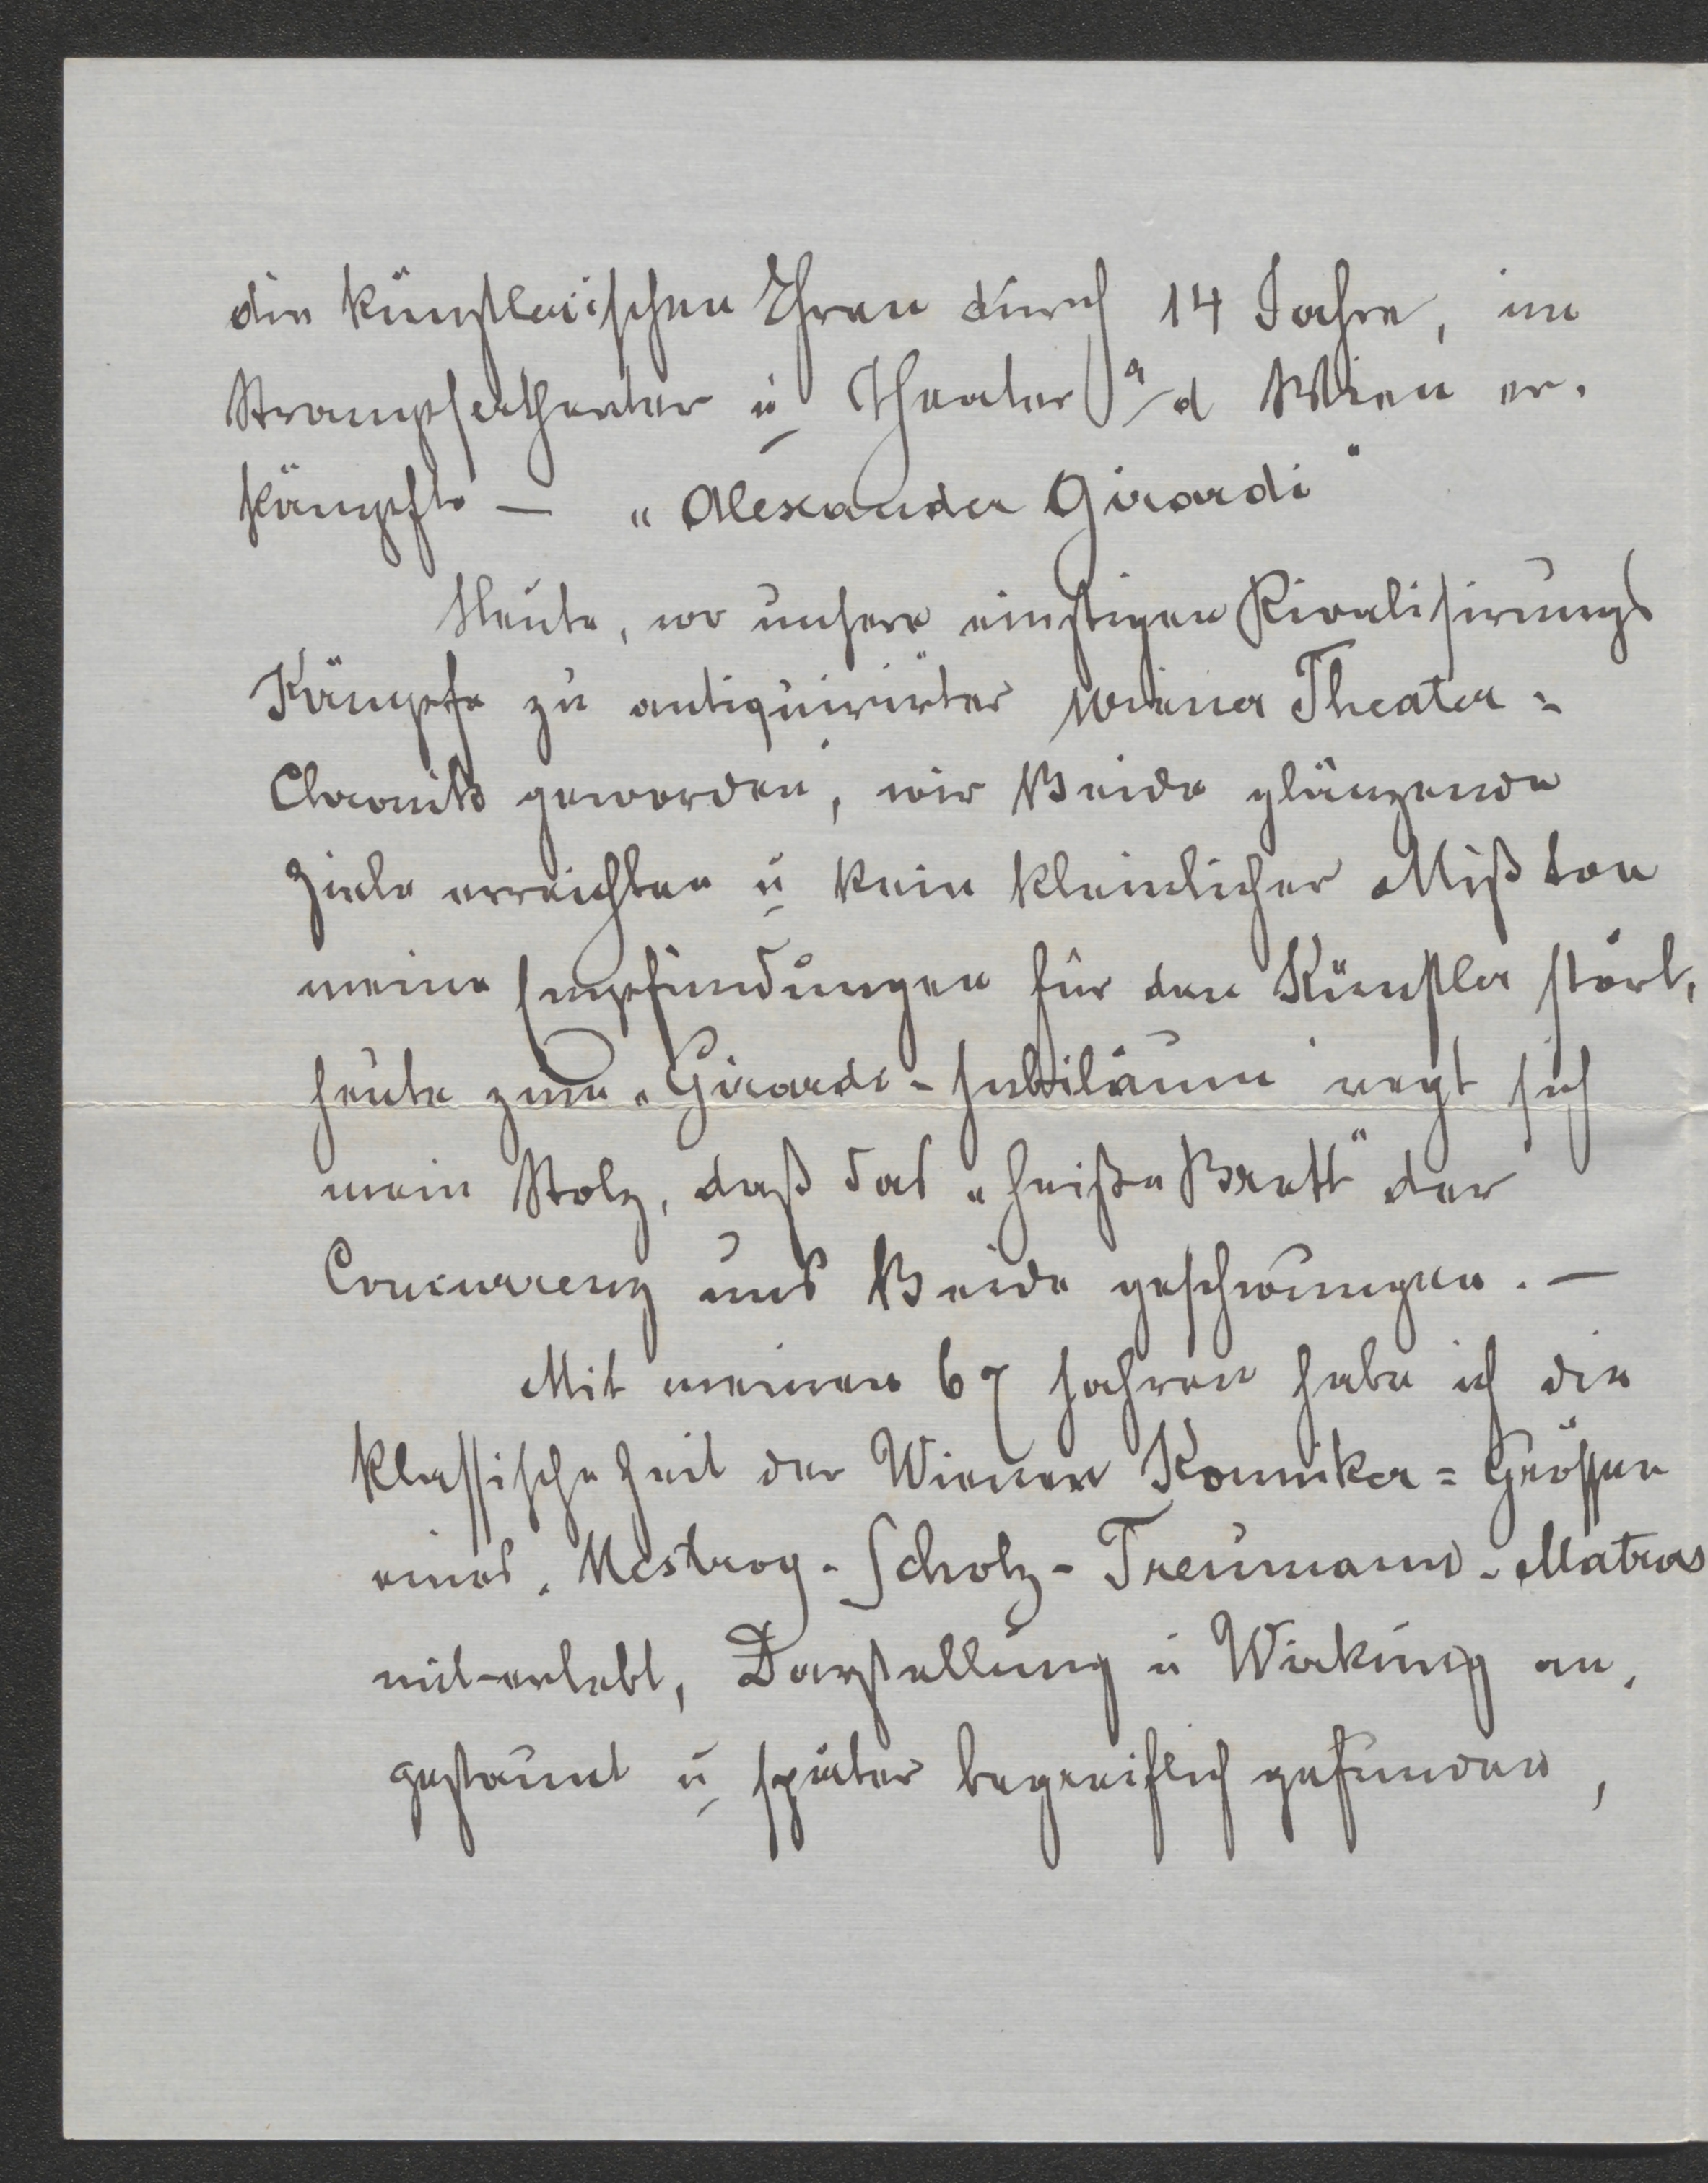 die künstlerischen Ehren durch 14 Jahre, im
Strampfertheater u Theater a/d Wien er-
kämpfte — „Alexander Girardi"
Heute, wo unsere einstigen Rivalisirungs
Kämpfe zu antiquirirter Wiener Theater=
Chronik geworden, wir Beide glänzende
Ziele erreichten u kein kleinlicher Mißton
meine Empfindungen für den Künstler stört,
heute zum „Girardi-Jubiläum" regt sich
mein Stolz, daß das „heiße Brett" der
Concurrenz uns Beide geschwungen. —
Mit meinen 67 Jahren habe ich die
klassische Zeit der Wiener Komiker=Grössen
eines, Nestroy-Scholz-Treumann-Matras
mit-erlebt, Darstellung u Wirkung an-
gestaunt u später begreiflich gefunden,